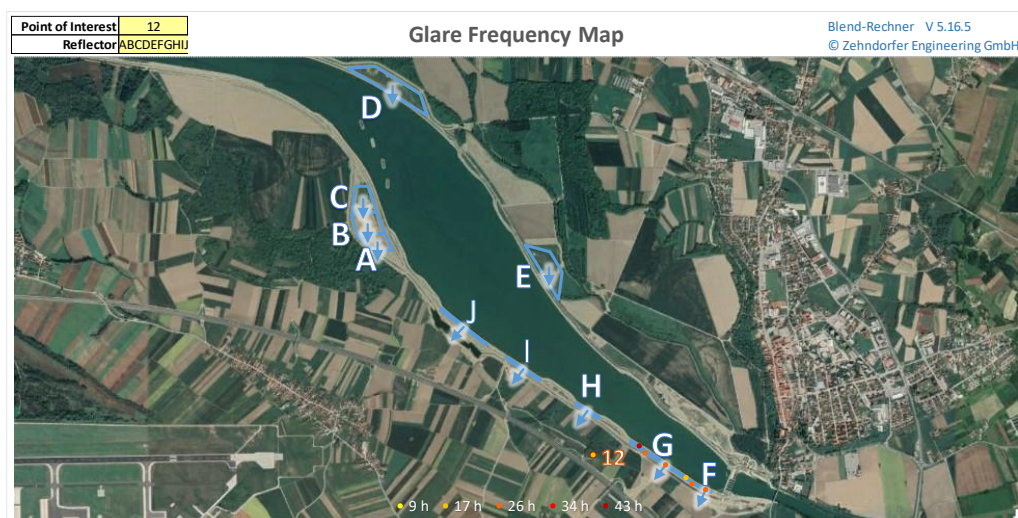 Point of Interest 12
Reflector ABCDEFGHIJ
Glare Frequency Map
Blend-Rechner V 5.16.5
© Zehndorfer Engineering GmbH
D
C
B
A
E
J
I
H
G
12
F
9 h 17 h 26 h 34 h 43 h